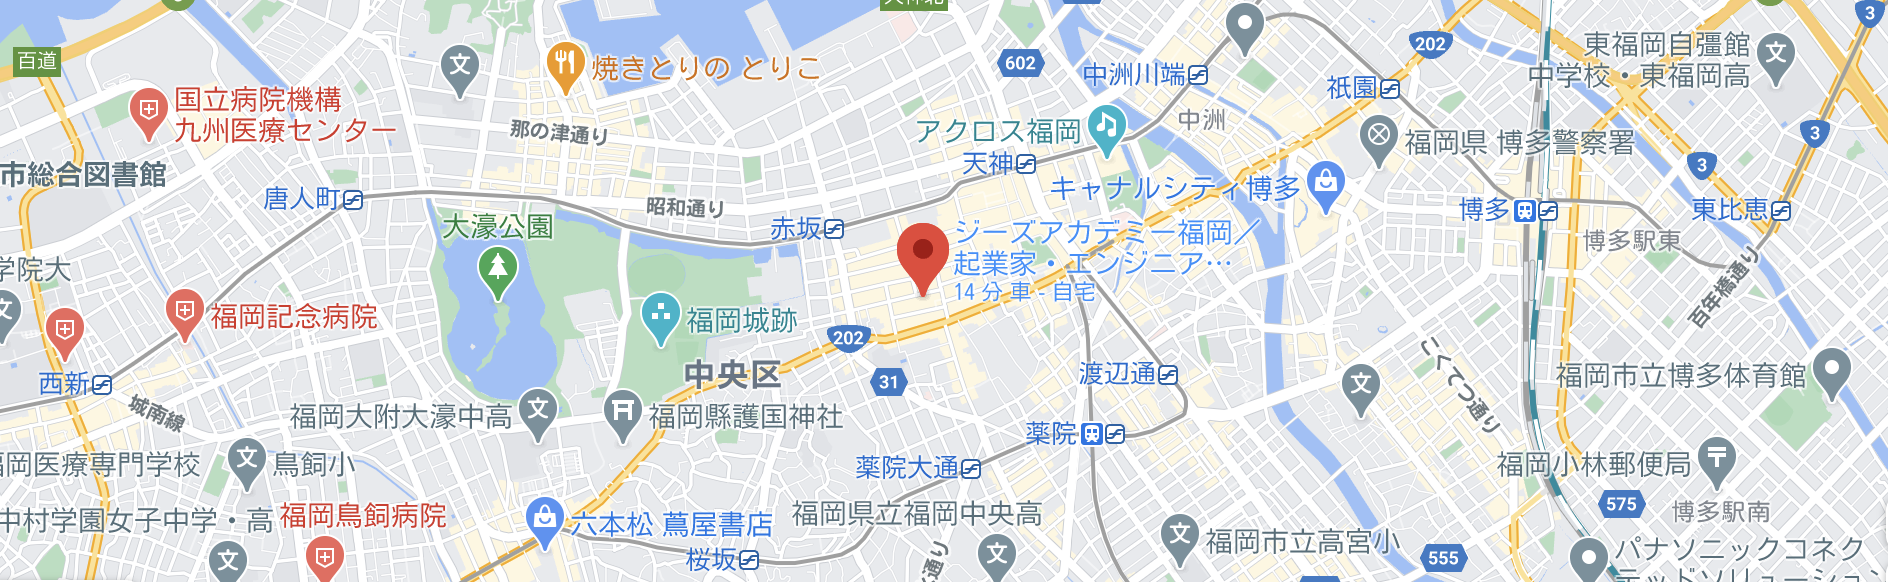 百道
602
202
3
東福岡自彊館
中学校・東福岡高
焼きとりの とりこ
中洲川端
祇園
国立病院機構
九州医療センター
那の津通り
アクロス福岡
中洲
福岡県 博多警察署
3
3
天神
市総合図書館
唐人町
昭和通り
キャナルシティ博多
博多
東比恵
大濠公園
赤坂
ジーズアカデミー福岡／
起業家・エンジニア…
14 分 車 - 自宅
博多駅東
百年橋通り
学院大
福岡記念病院
福岡城跡
202
中央区
31
渡辺通
こくてつ通り
福岡市立博多体育館
西新
城南線
福岡大附大濠中高
福岡縣護国神社
薬院
薬院大通
福岡小林郵便局
岡医療専門学校
鳥飼小
575
博多駅南
中村学園女子中学・高
福岡鳥飼病院
六本松 蔦屋書店
福岡県立福岡中央高
桜坂
福岡市立高宮小
555
パナソニックコネク